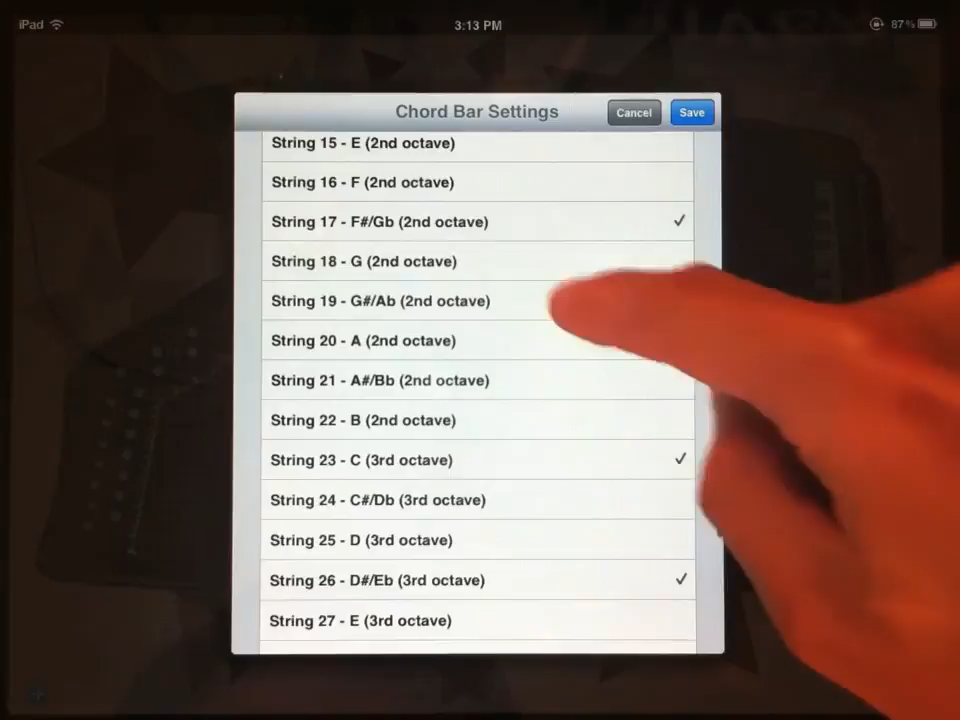 iPad 3:13 PM 87%
Chord Bar Settings Cancel Save
String 15 - E (2nd octave)
String 16 - F (2nd octave)
String 17 - F#/Gb (2nd octave)
String 18 - G (2nd octave)
String 19 - G#/Ab (2nd octave)
String 20 - A (2nd octave)
String 21 - A#/Bb (2nd octave)
String 22 - B (2nd octave)
String 23 - C (3rd octave)
String 24 - C#/Db (3rd octave)
String 25 - D (3rd octave)
String 26 - D#/Eb (3rd octave)
String 27 - E (3rd octave)